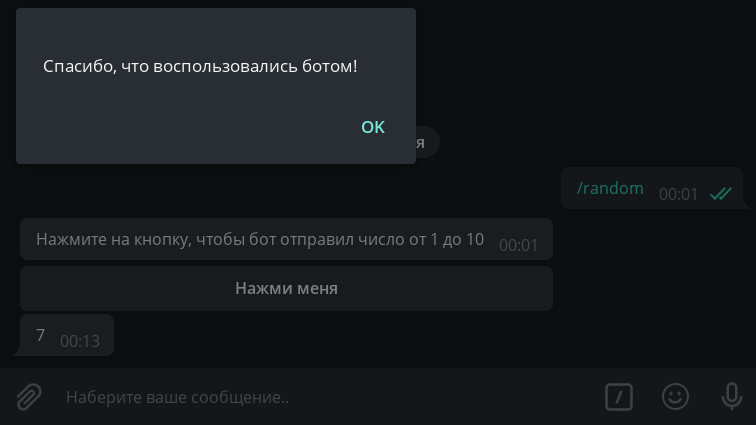 Спасибо, что воспользовались ботом!
OK
я
/random 00:01
Нажмите на кнопку, чтобы бот отправил число от 1 до 10 00:01
Нажми меня
7 00:13
Наберите ваше сообщение..